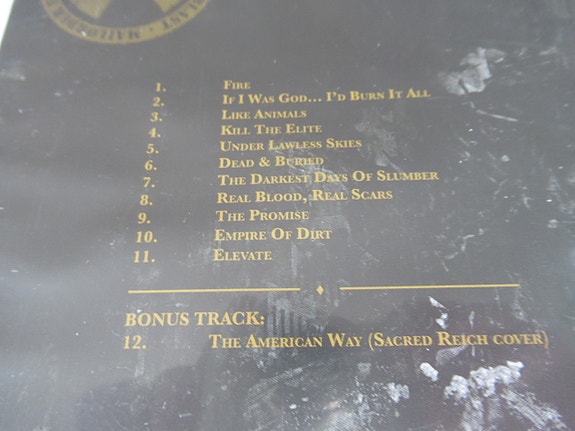 LAST · MAILORDER
1. FIRE
2. IF I WAS GOD... I'D BURN IT ALL
3. LIKE ANIMALS
4. KILL THE ELITE
5. UNDER LAWLESS SKIES
6. DEAD & BURIED
7. THE DARKEST DAYS OF SLUMBER
8. REAL BLOOD, REAL SCARS
9. THE PROMISE
10. EMPIRE OF DIRT
11. ELEVATE
BONUS TRACK:
12. THE AMERICAN WAY (SACRED REICH COVER)